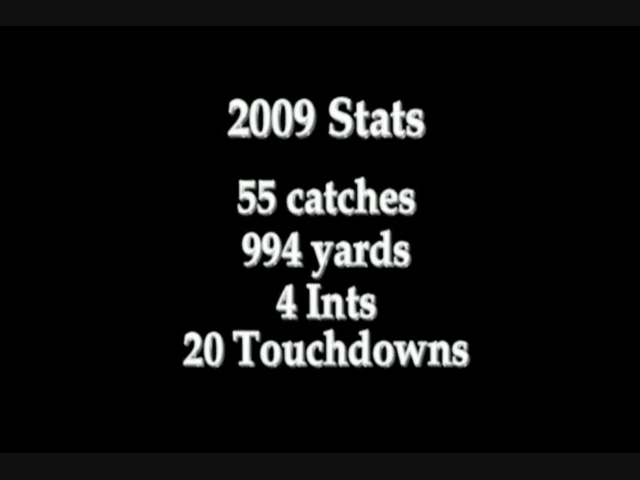 2009 Stats
55 catches
994 yards
4 Ints
20 Touchdowns